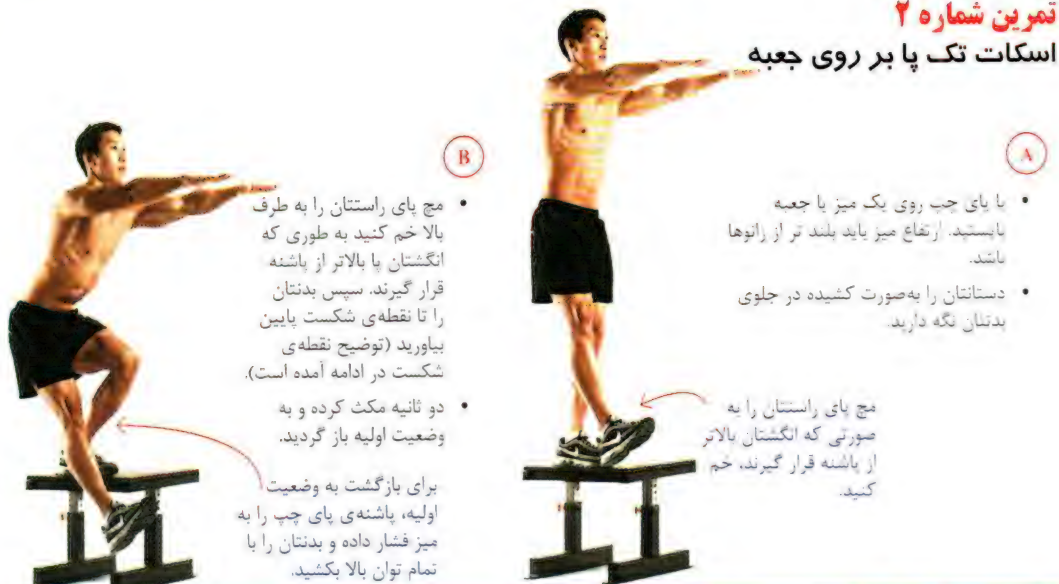 تمرین شماره ۲
اسکات تک پا بر روی جعبه
A
• با پای چپ روی یک میز یا جعبه
بایستید. ارتفاع میز باید بلند تر از زانوها
باشد.
• دستانتان را به‌صورت کشیده در جلوی
بدنتان نگه دارید.
مچ پای راستتان را به
صورتی که انگشتان بالاتر
از پاشنه قرار گیرند، خم
کنید.
B
• مچ پای راستتان را به طرف
بالا خم کنید به طوری که
انگشتان پا بالاتر از پاشنه
قرار گیرند. سپس بدنتان
را تا نقطه‌ی شکست پایین
بیاورید (توضیح نقطه‌ی
شکست در ادامه آمده است).
• دو ثانیه مکث کرده و به
وضعیت اولیه باز گردید.
برای بازگشت به وضعیت
اولیه، پاشنه‌ی پای چپ را به
میز فشار داده و بدنتان را با
تمام توان بالا بکشید.